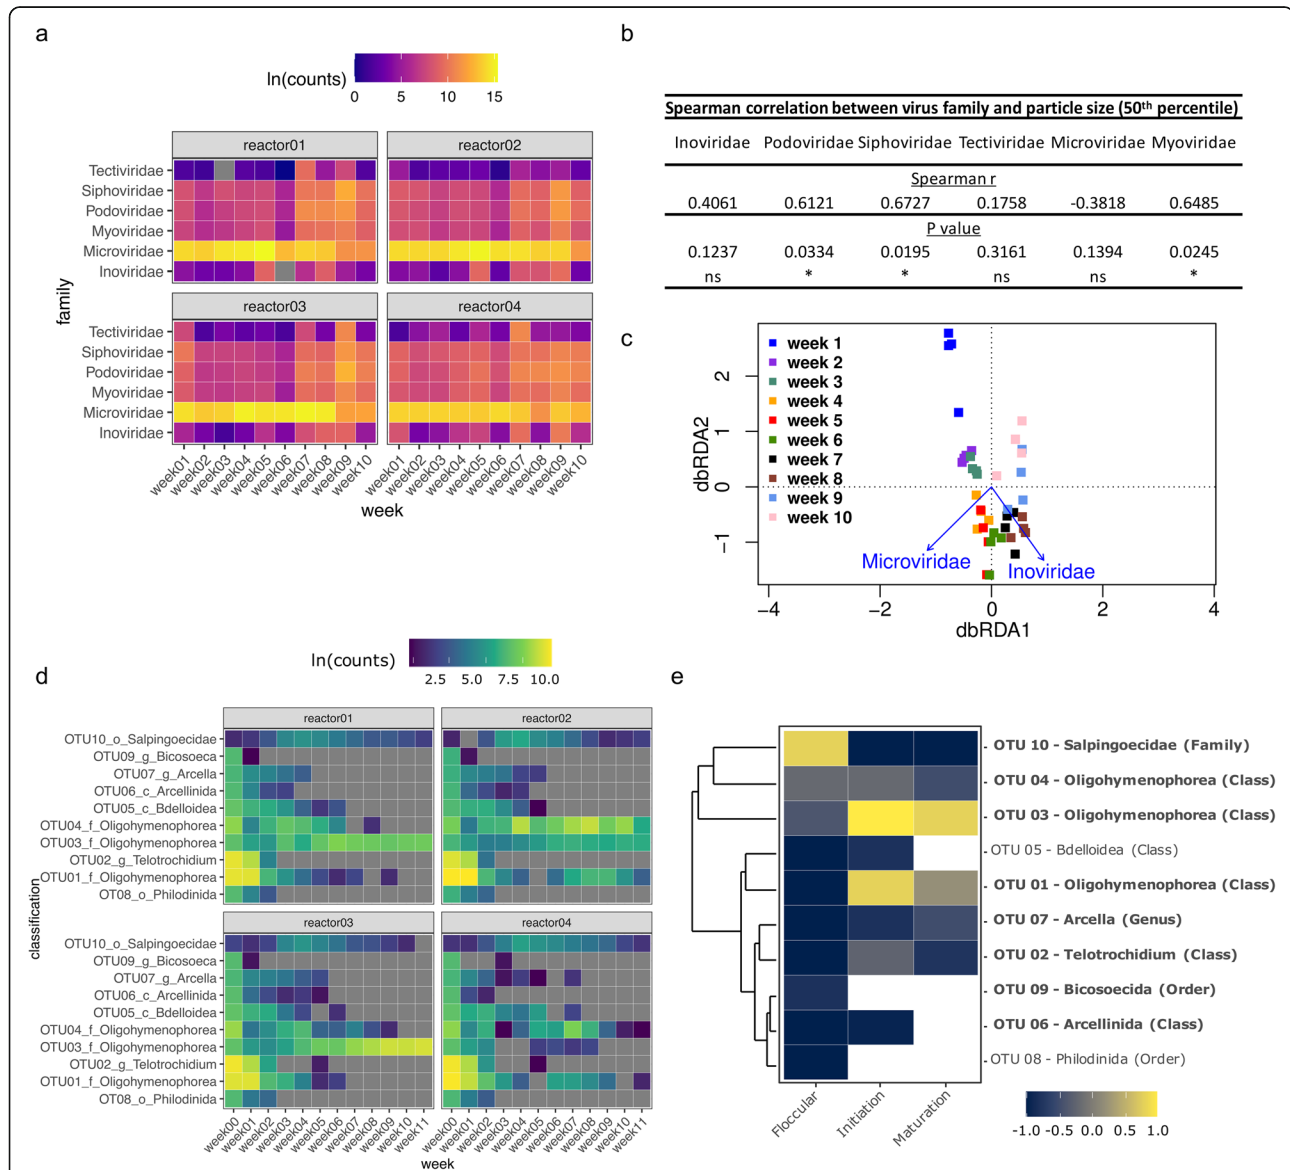 a
ln(counts)
0 5 10 15
reactor01
reactor02
Tectiviridae
Siphoviridae
Podoviridae
Myoviridae
Microviridae
Inoviridae
reactor03
reactor04
Tectiviridae
Siphoviridae
Podoviridae
Myoviridae
Microviridae
Inoviridae
family
week01 week02 week03 week04 week05 week06 week07 week08 week09 week10
week01 week02 week03 week04 week05 week06 week07 week08 week09 week10
week
b
Spearman correlation between virus family and particle size (50th percentile)
Inoviridae Podoviridae Siphoviridae Tectiviridae Microviridae Myoviridae
Spearman r
0.4061 0.6121 0.6727 0.1758 -0.3818 0.6485
P value
0.1237 0.0334 0.0195 0.3161 0.1394 0.0245
ns * * ns ns *
c
week 1
week 2
week 3
week 4
week 5
week 6
week 7
week 8
week 9
week 10
2
1
0
−1
dbRDA2
Microviridae
Inoviridae
−4 −2 0 2 4
dbRDA1
d
ln(counts)
2.5 5.0 7.5 10.0
reactor01
reactor02
OTU10_o_Salpingoecidae
OTU09_g_Bicosoeca
OTU07_g_Arcella
OTU06_c_Arcellinida
OTU05_c_Bdelloidea
OTU04_f_Oligohymenophorea
OTU03_f_Oligohymenophorea
OTU02_g_Telotrochidium
OTU01_f_Oligohymenophorea
OT08_o_Philodinida
reactor03
reactor04
OTU10_o_Salpingoecidae
OTU09_g_Bicosoeca
OTU07_g_Arcella
OTU06_c_Arcellinida
OTU05_c_Bdelloidea
OTU04_f_Oligohymenophorea
OTU03_f_Oligohymenophorea
OTU02_g_Telotrochidium
OTU01_f_Oligohymenophorea
OT08_o_Philodinida
classification
week00 week01 week02 week03 week04 week05 week06 week07 week08 week09 week10 week11
week00 week01 week02 week03 week04 week05 week06 week07 week08 week09 week10 week11
week
e
OTU 10 - Salpingoecidae (Family)
OTU 04 - Oligohymenophorea (Class)
OTU 03 - Oligohymenophorea (Class)
OTU 05 - Bdelloidea (Class)
OTU 01 - Oligohymenophorea (Class)
OTU 07 - Arcella (Genus)
OTU 02 - Telotrochidium (Class)
OTU 09 - Bicosoecida (Order)
OTU 06 - Arcellinida (Class)
OTU 08 - Philodinida (Order)
Floccular Initiation Maturation
-1.0 -0.5 0.0 0.5 1.0